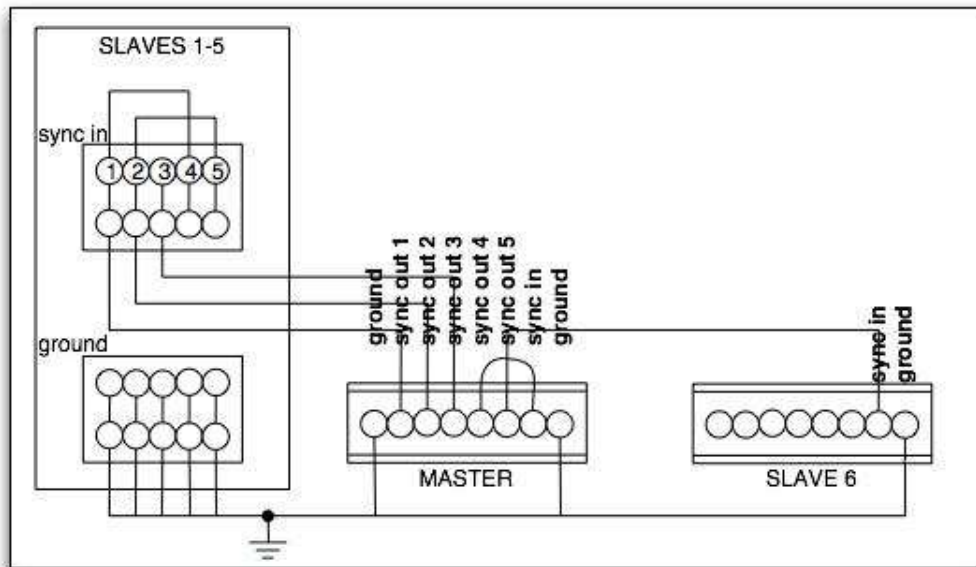 SLAVES 1-5
sync in
1 2 3 4 5
ground
ground
sync out 1
sync out 2
sync out 3
sync out 4
sync out 5
sync in
ground
MASTER
sync in
ground
SLAVE 6